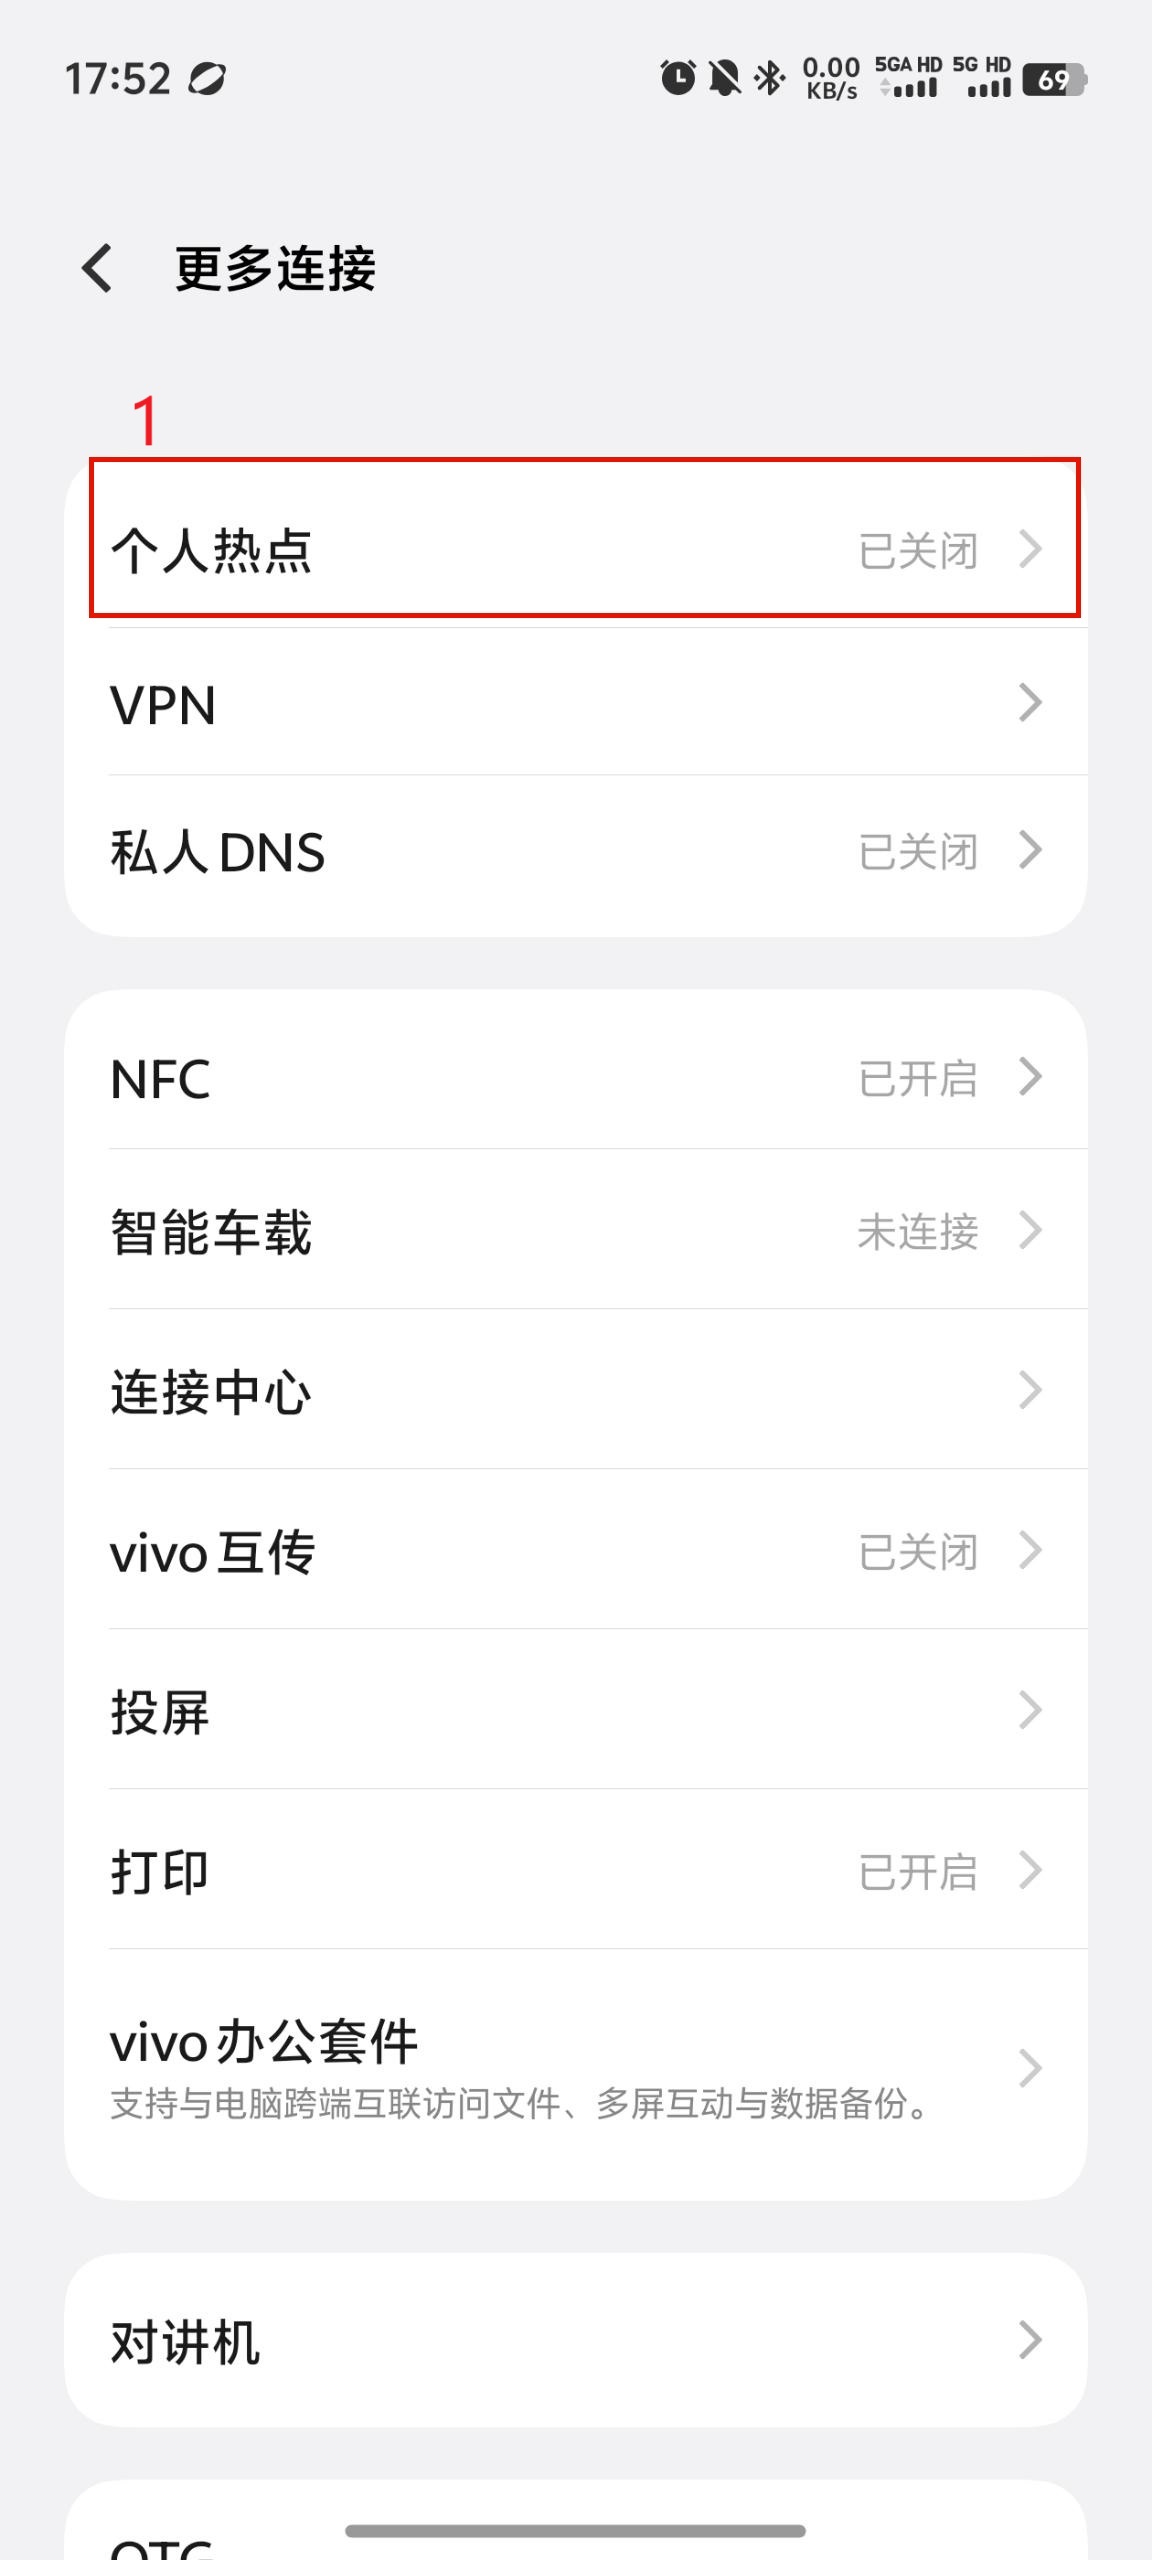 17:52
0.00 KB/s 5GA HD 5G HD 69
更多连接
1
个人热点 已关闭
VPN
私人 DNS 已关闭
NFC 已开启
智能车载 未连接
连接中心
vivo 互传 已关闭
投屏
打印 已开启
vivo 办公套件
支持与电脑跨端互联访问文件、多屏互动与数据备份。
对讲机
OTG